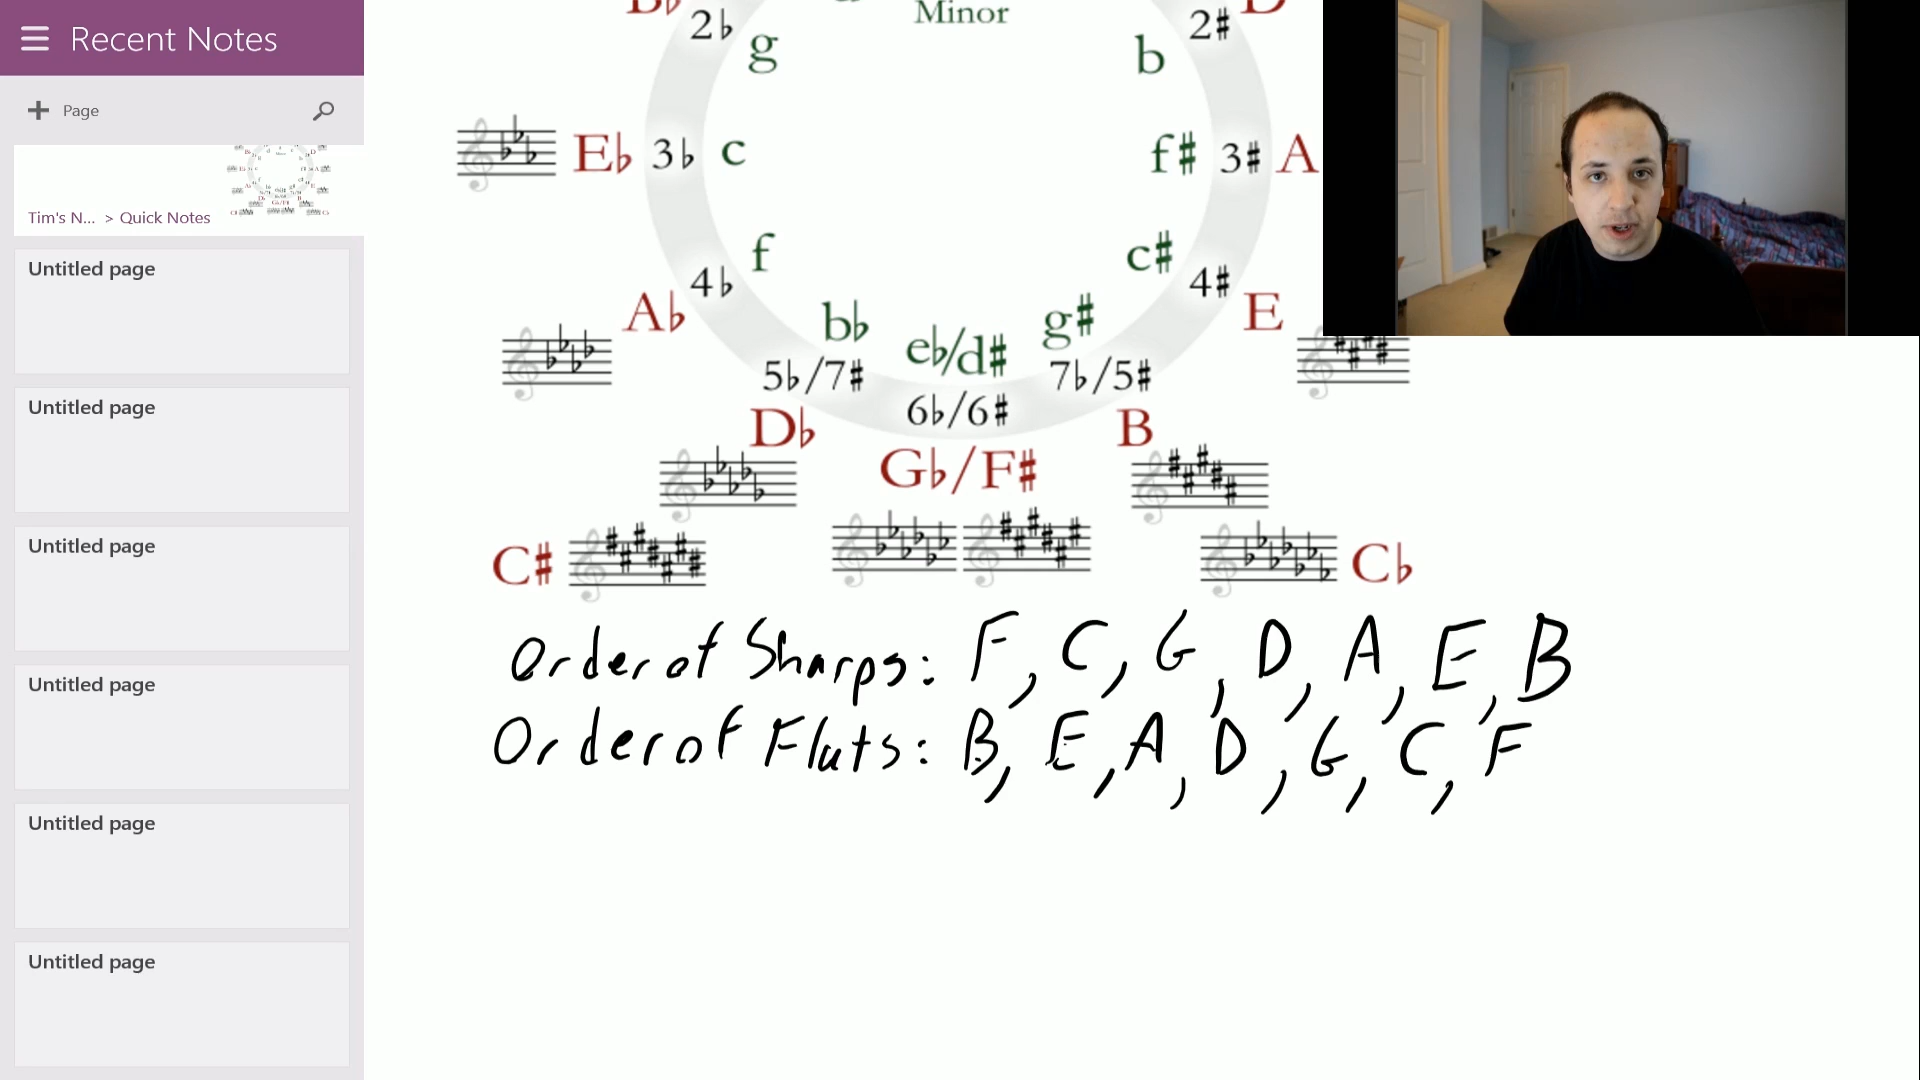 Recent Notes
Page
Tim's N... > Quick Notes
Untitled page
Untitled page
Untitled page
Untitled page
Untitled page
Untitled page
Minor
2♭
g
b
2♯
E♭
3♭
c
f♯
3♯
A
A♭
4♭
f
c♯
4♯
E
b♭
e♭/d♯
g♯
5♭/7♯
6♭/6♯
7♭/5♯
D♭
G♭/F♯
B
C♯
C♭
Order of Sharps: F, C, G, D, A, E, B
Order of Flats: B, E, A, D, G, C, F